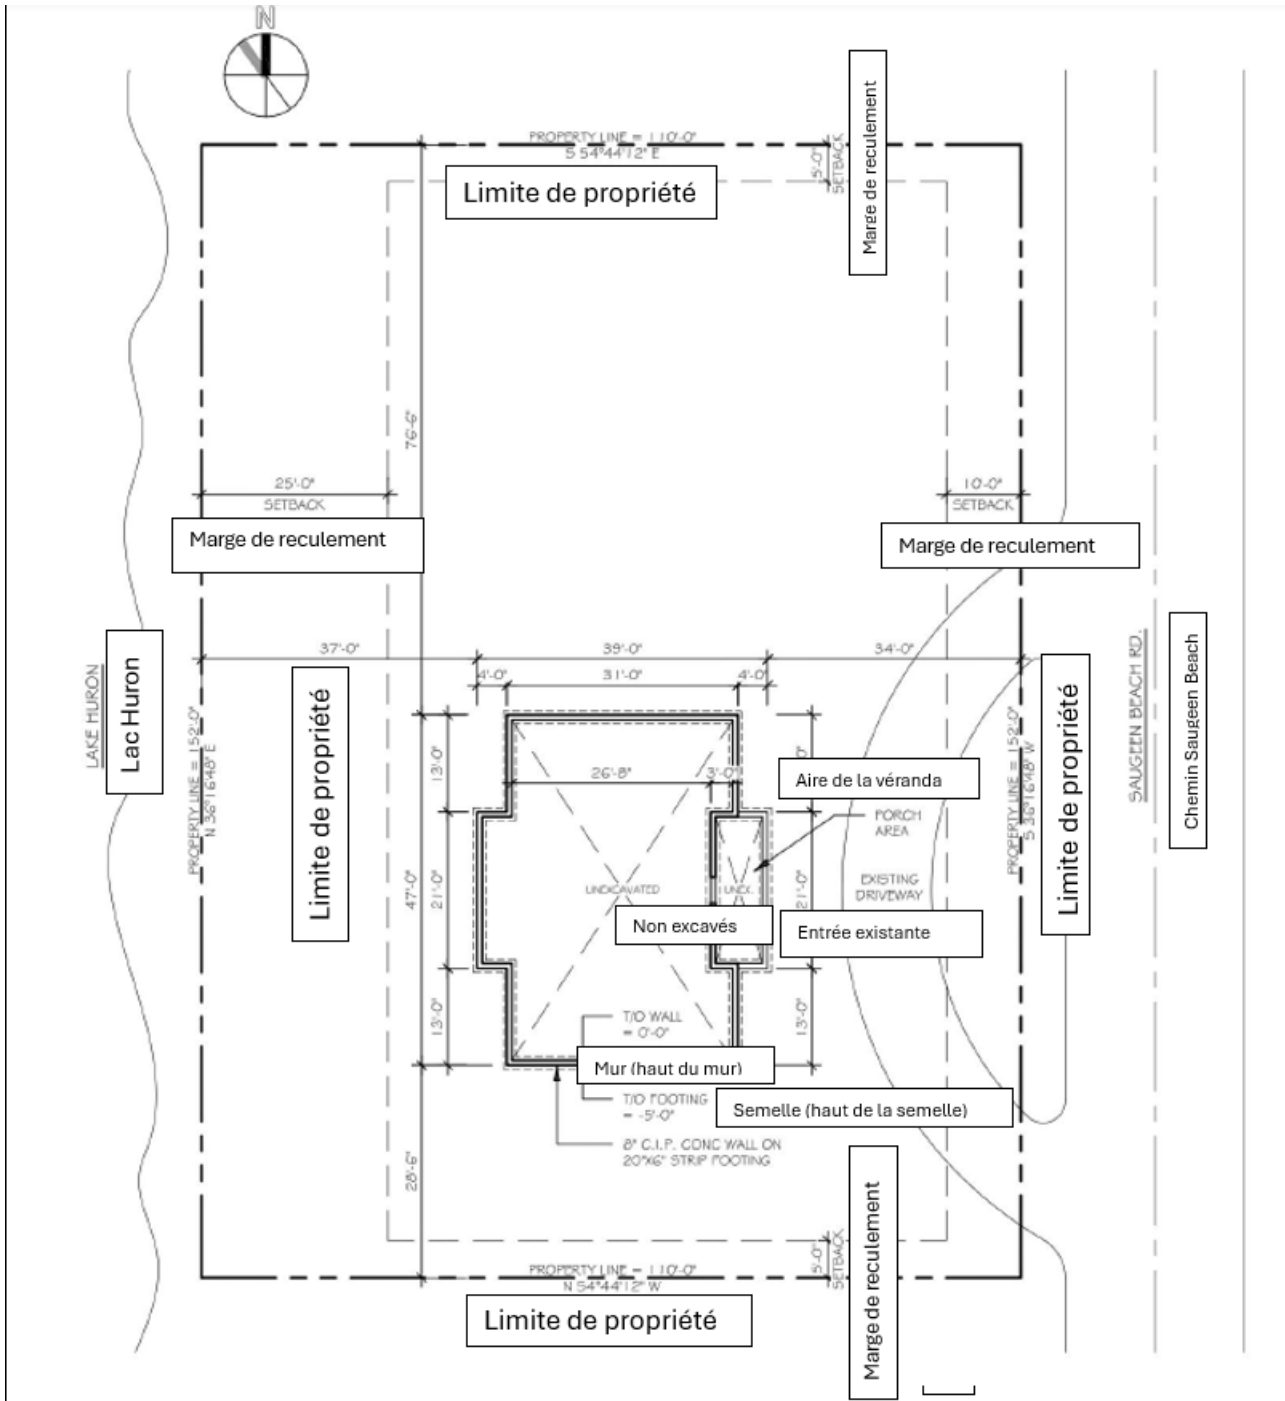 N
PROPERTY LINE = 110'-0"
S 54°44'12" E
Limite de propriété
5'-0"
SETBACK
Marge de reculement
76'-6"
25'-0"
SETBACK
Marge de reculement
10'-0"
SETBACK
Marge de reculement
LAKE HURON
Lac Huron
PROPERTY LINE = 152'-0"
N 36°16'48" E
Limite de propriété
37'-0"
39'-0"
34'-0"
4'-0"
31'-0"
4'-0"
13'-0"
26'-8"
3'-0"
Aire de la véranda
PORCH
AREA
47'-0"
21'-0"
UNEXCAVATED
UNEX.
21'-0"
EXISTING
DRIVEWAY
Non excavés
Entrée existante
PROPERTY LINE = 152'-0"
S 36°16'48" W
Limite de propriété
SAUGEEN BEACH RD.
Chemin Saugeen Beach
13'-0"
13'-0"
T/O WALL
= 0'-0"
Mur (haut du mur)
T/O FOOTING
= -5'-0"
Semelle (haut de la semelle)
8" C.I.P. CONC WALL ON
20"X6" STRIP FOOTING
28'-6"
5'-0"
SETBACK
Marge de reculement
PROPERTY LINE = 110'-0"
N 54°44'12" W
Limite de propriété